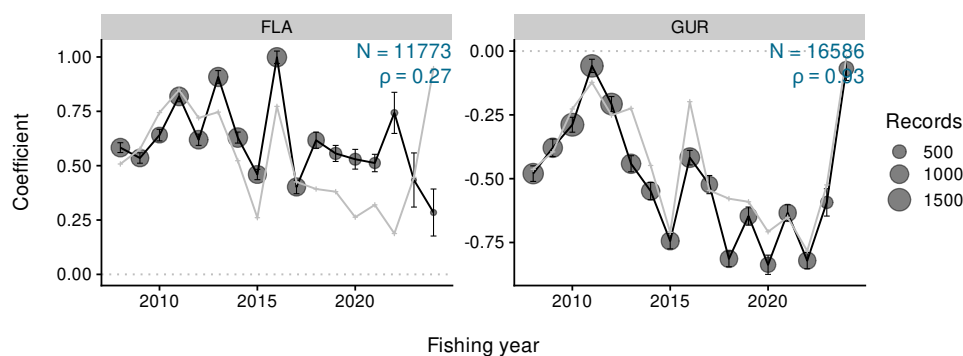 FLA
GUR
N = 11773
ρ = 0.27
N = 16586
ρ = 0.93
Coefficient
1.00
0.75
0.50
0.25
0.00
0.00
-0.25
-0.50
-0.75
2010
2015
2020
2010
2015
2020
Fishing year
Records
500
1000
1500